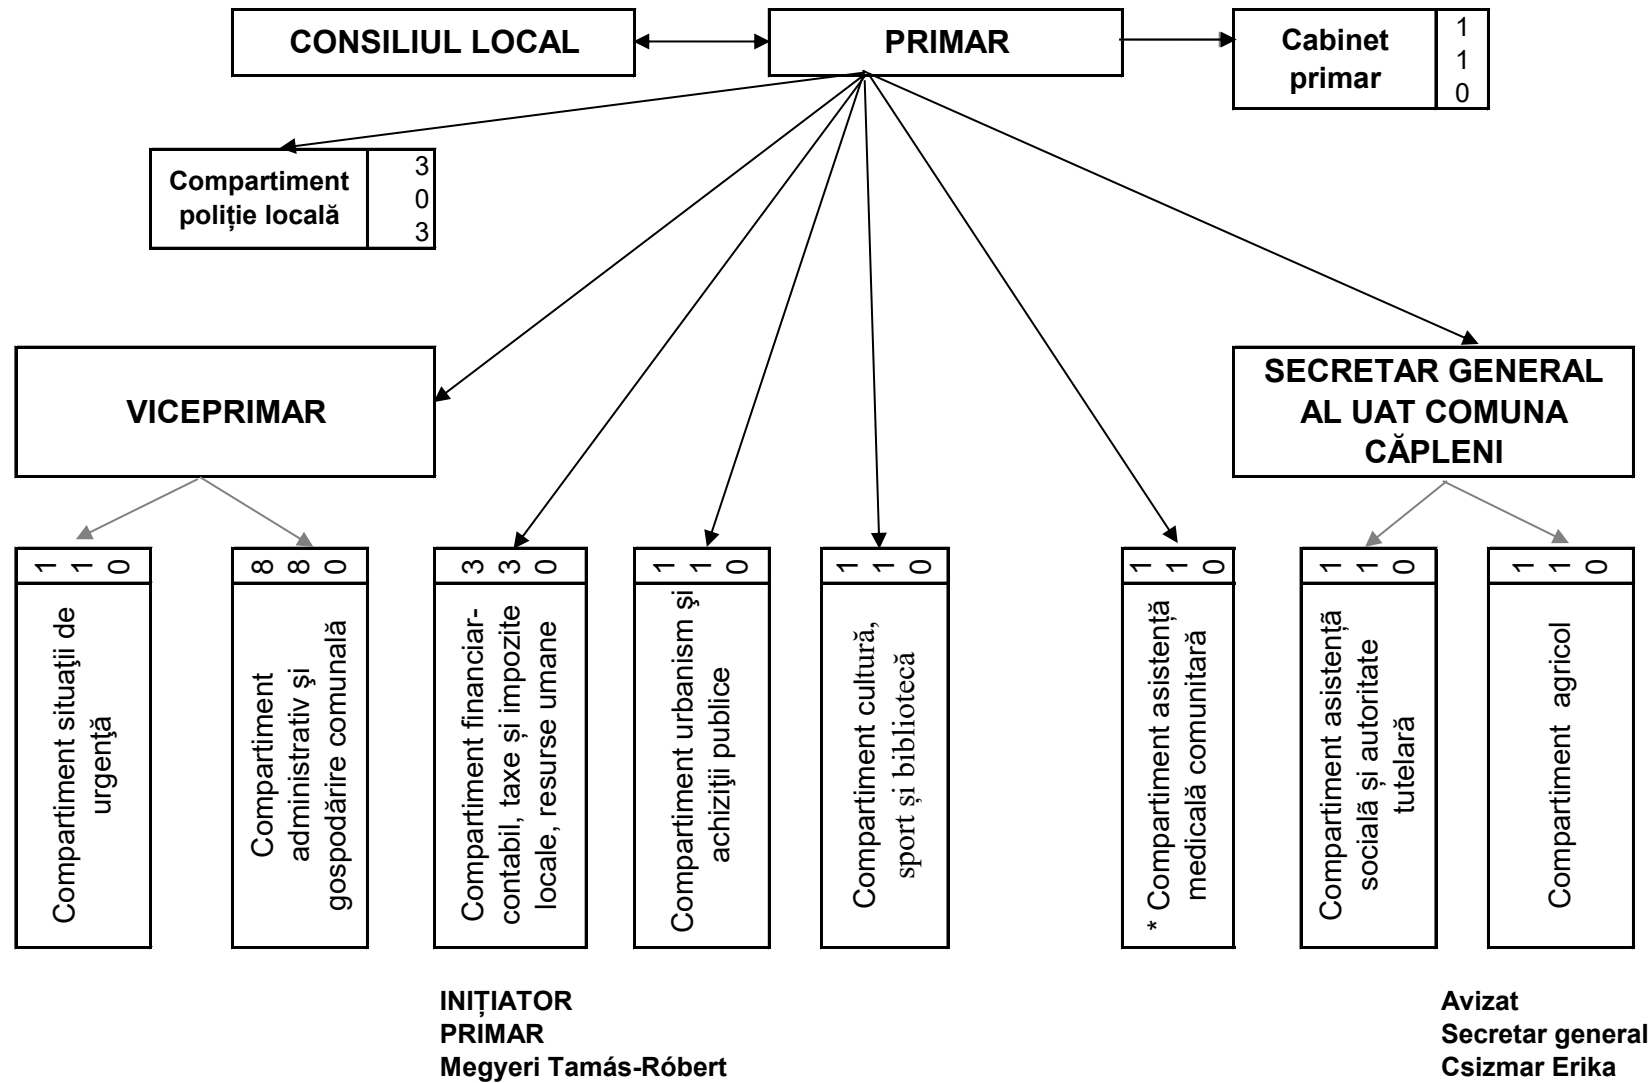 CONSILIUL LOCAL
PRIMAR
Cabinet
primar
1
1
0
Compartiment
poliție locală
3
0
3
VICEPRIMAR
SECRETAR GENERAL
AL UAT COMUNA
CĂPLENI
1
1
0
Compartiment situaţii de
urgenţă
8
8
0
Compartiment
administrativ şi
gospodărire comunală
3
3
0
Compartiment financiar-
contabil, taxe și impozite
locale, resurse umane
1
1
0
Compartiment urbanism şi
achiziţii publice
1
1
0
Compartiment cultură,
sport și bibliotecă
1
1
0
* Compartiment asistență
medicală comunitară
1
1
0
Compartiment asistență
socială și autoritate
tutelară
1
1
0
Compartiment agricol
INIȚIATOR
PRIMAR
Megyeri Tamás-Róbert
Avizat
Secretar general
Csizmar Erika